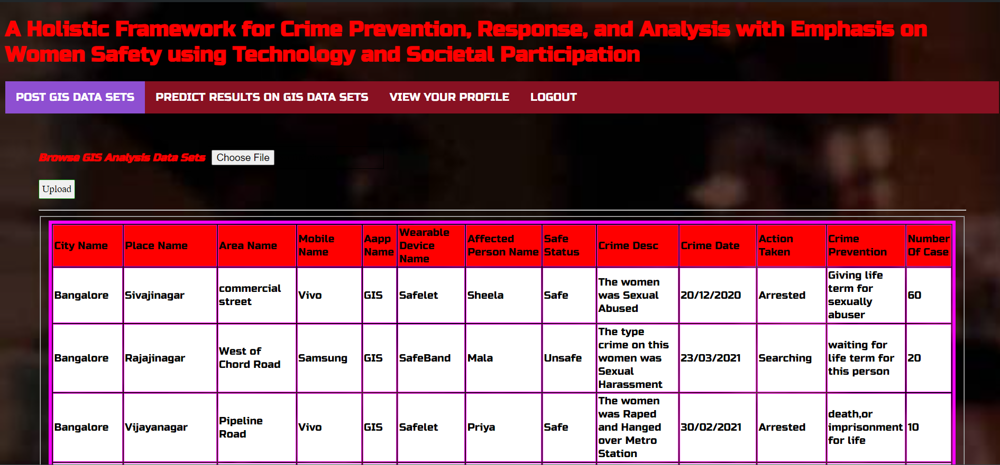 A Holistic Framework for Crime Prevention, Response, and Analysis with Emphasis on
Women Safety using Technology and Societal Participation
POST GIS DATA SETS PREDICT RESULTS ON GIS DATA SETS VIEW YOUR PROFILE LOGOUT
Browse GIS Analysis Data Sets Choose File
Upload
City Name
Place Name
Area Name
Mobile
Name
Aapp
Name
Wearable
Device
Name
Affected
Person Name
Safe
Status
Crime Desc
Crime Date
Action
Taken
Crime
Prevention
Number
Of Case
Bangalore
Sivajinagar
commercial
street
Vivo
GIS
Safelet
Sheela
Safe
The women
was Sexual
Abused
20/12/2020
Arrested
Giving life
term for
sexually
abuser
60
Bangalore
Rajajinagar
West of
Chord Road
Samsung
GIS
SafeBand
Mala
Unsafe
The type
crime on this
women was
Sexual
Harassment
23/03/2021
Searching
waiting for
life term for
this person
20
Bangalore
Vijayanagar
Pipeline
Road
Vivo
GIS
Safelet
Priya
Safe
The women
was Raped
and Hanged
over Metro
Station
30/02/2021
Arrested
death,or
imprisonment
for life
10